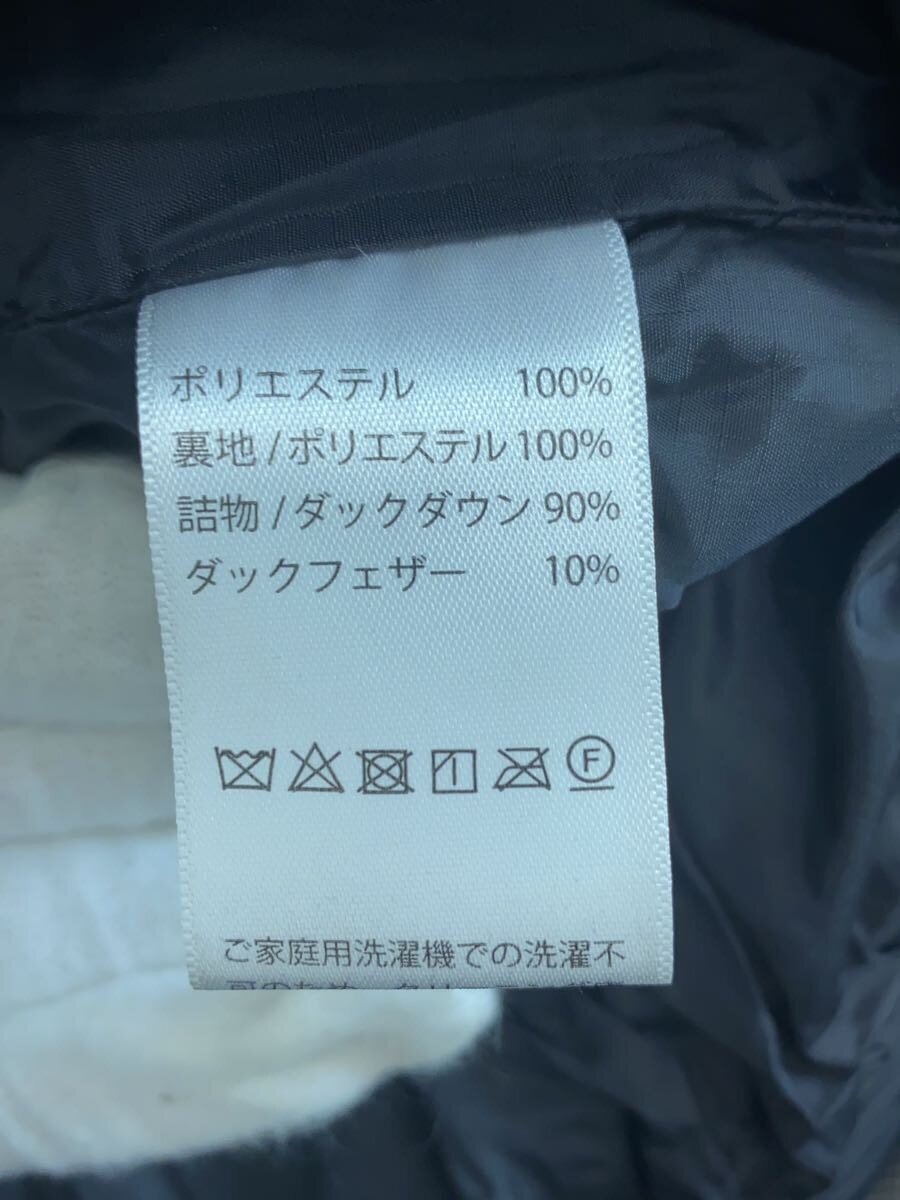 ポリエステル 100%
裏地/ポリエステル100%
詰物/ダックダウン 90%
ダックフェザー 10%
F
ご家庭用洗濯機での洗濯不